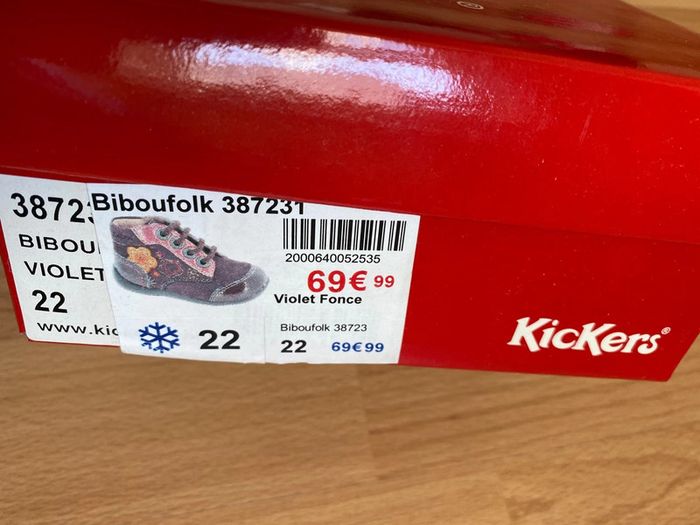 Biboufolk 387231
2000640052535
69€99
Violet Fonce
22
Biboufolk 38723
22 69€99
3872
BIBOU
VIOLET
22
www.kic
KicKers®